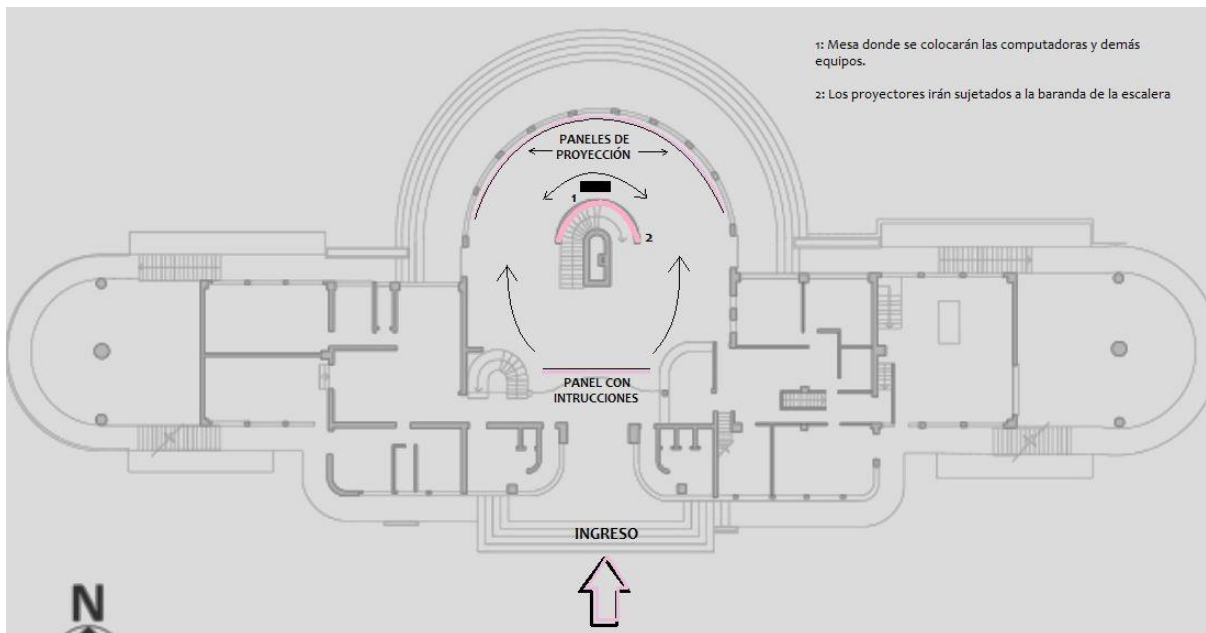 1: Mesa donde se colocarán las computadoras y demás
equipos.
2: Los proyectores irán sujetados a la baranda de la escalera
PANELES DE
PROYECCIÓN
1
2
PANEL CON
INTRUCCIONES
INGRESO
N